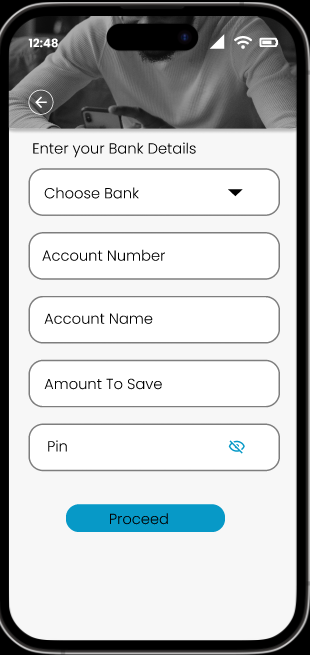 12:48
Enter your Bank Details
Choose Bank
Account Number
Account Name
Amount To Save
Pin
Proceed